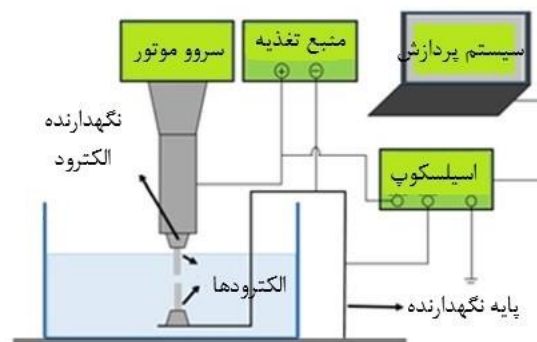 سروو موتور
منبع تغذیه
سیستم پردازش
+
−
نگهدارنده
الکترود
اسیلسکوپ
الکترودها
پایه نگهدارنده